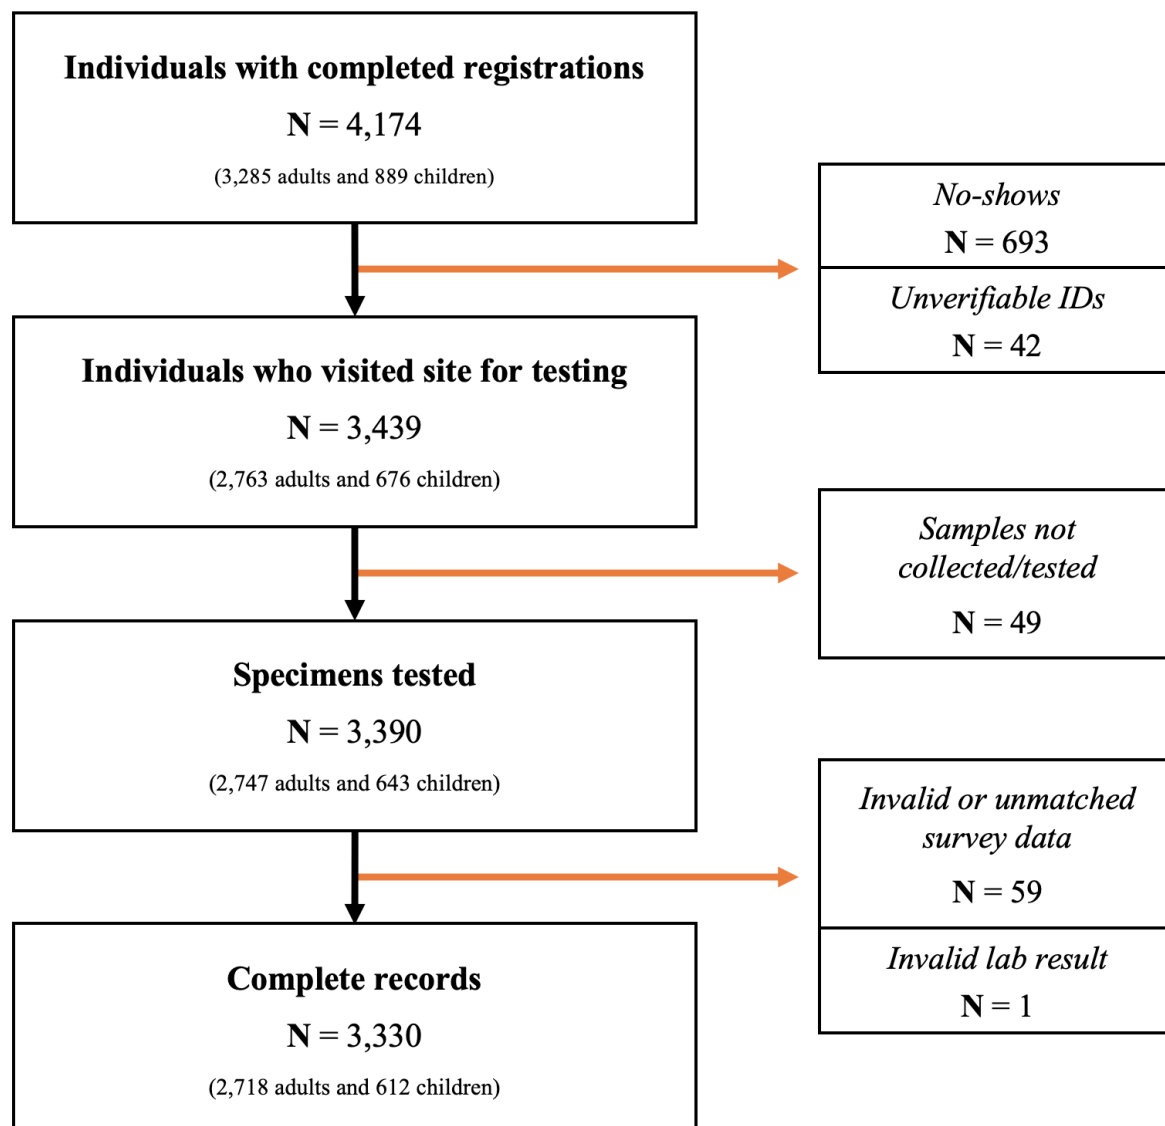 Individuals with completed registrations
N = 4,174
(3,285 adults and 889 children)
No-shows
N = 693
Unverifiable IDs
N = 42
Individuals who visited site for testing
N = 3,439
(2,763 adults and 676 children)
Samples not
collected/tested
N = 49
Specimens tested
N = 3,390
(2,747 adults and 643 children)
Invalid or unmatched
survey data
N = 59
Invalid lab result
N = 1
Complete records
N = 3,330
(2,718 adults and 612 children)